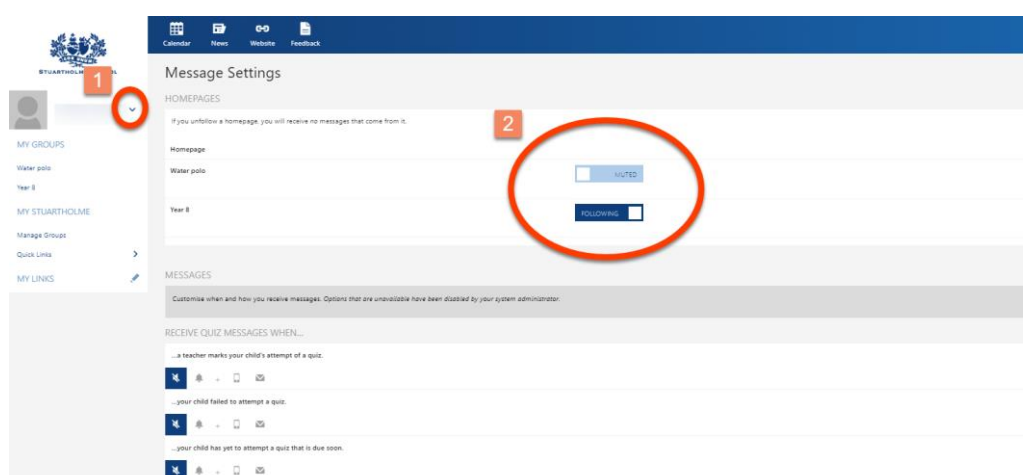 Calendar News Website Feedback
1
Message Settings
HOMEPAGES
If you unfollow a homepage, you will receive no messages that come from it.
2
Homepage
Water polo MUTED
Year 8 FOLLOWING
MY GROUPS
Water polo
Year 8
MY STUARTHOLME
Manage Groups
Quick Links
MY LINKS
MESSAGES
Customise when and how you receive messages. Options that are unavailable have been disabled by your system administrator.
RECEIVE QUIZ MESSAGES WHEN...
...a teacher marks your child's attempt of a quiz.
...your child failed to attempt a quiz.
...your child has yet to attempt a quiz that is due soon.